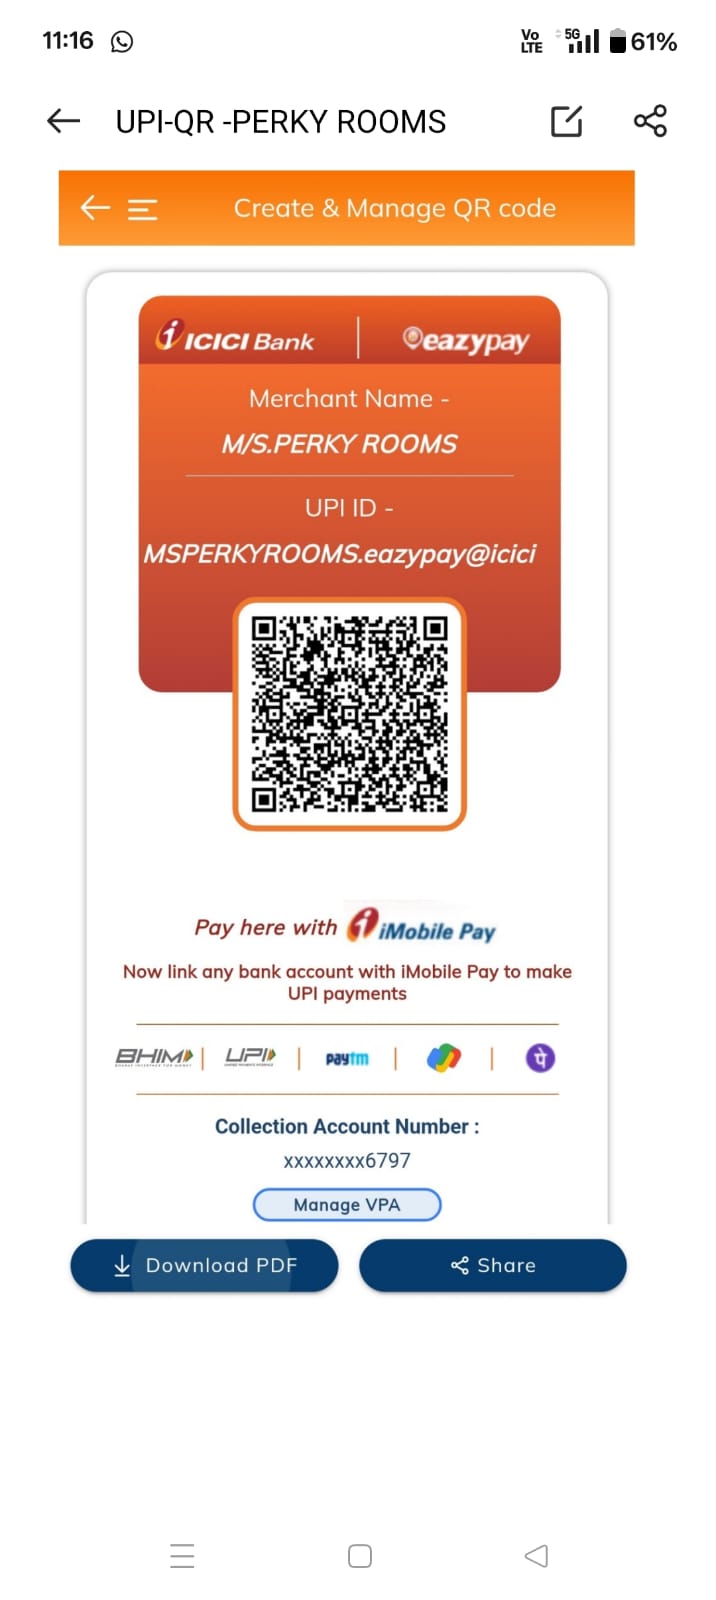 11:16 Vo LTE 5G 61%
UPI-QR -PERKY ROOMS
Create & Manage QR code
ICICI Bank eazypay
Merchant Name -
M/S.PERKY ROOMS
UPI ID -
MSPERKYROOMS.eazypay@icici
Pay here with iMobile Pay
Now link any bank account with iMobile Pay to make
UPI payments
BHIM UPI paytm पे
Collection Account Number :
xxxxxxxx6797
Manage VPA
Download PDF Share